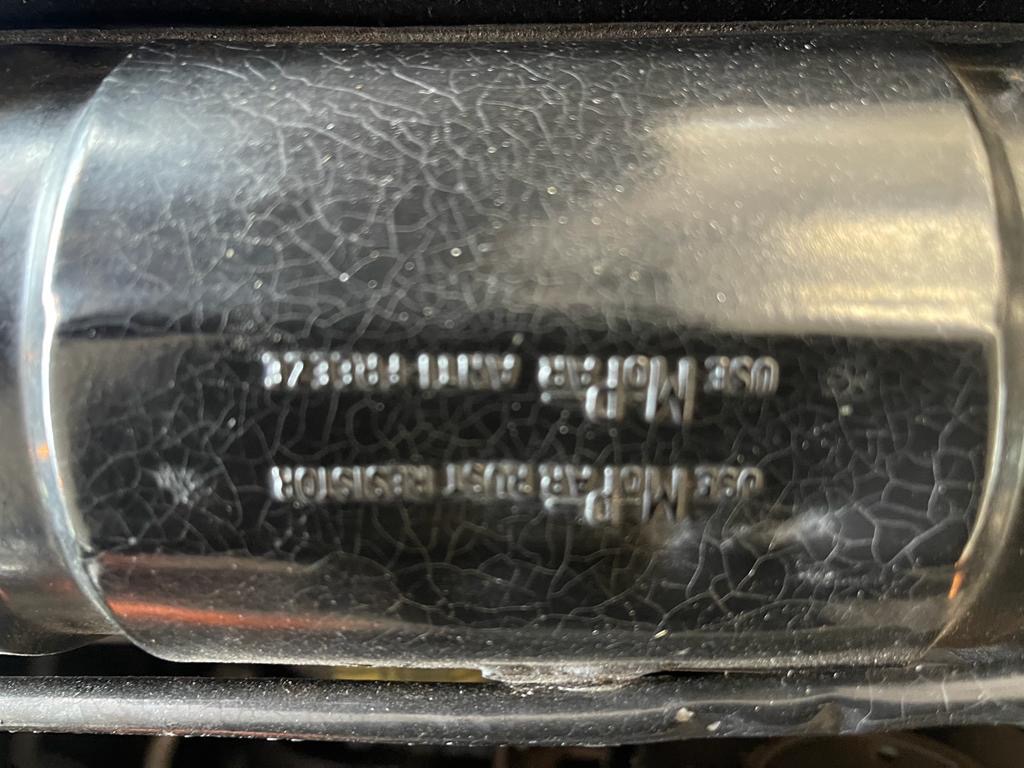 USE MoPAR RUST RESISTOR
USE MoPAR ANTI-FREEZE